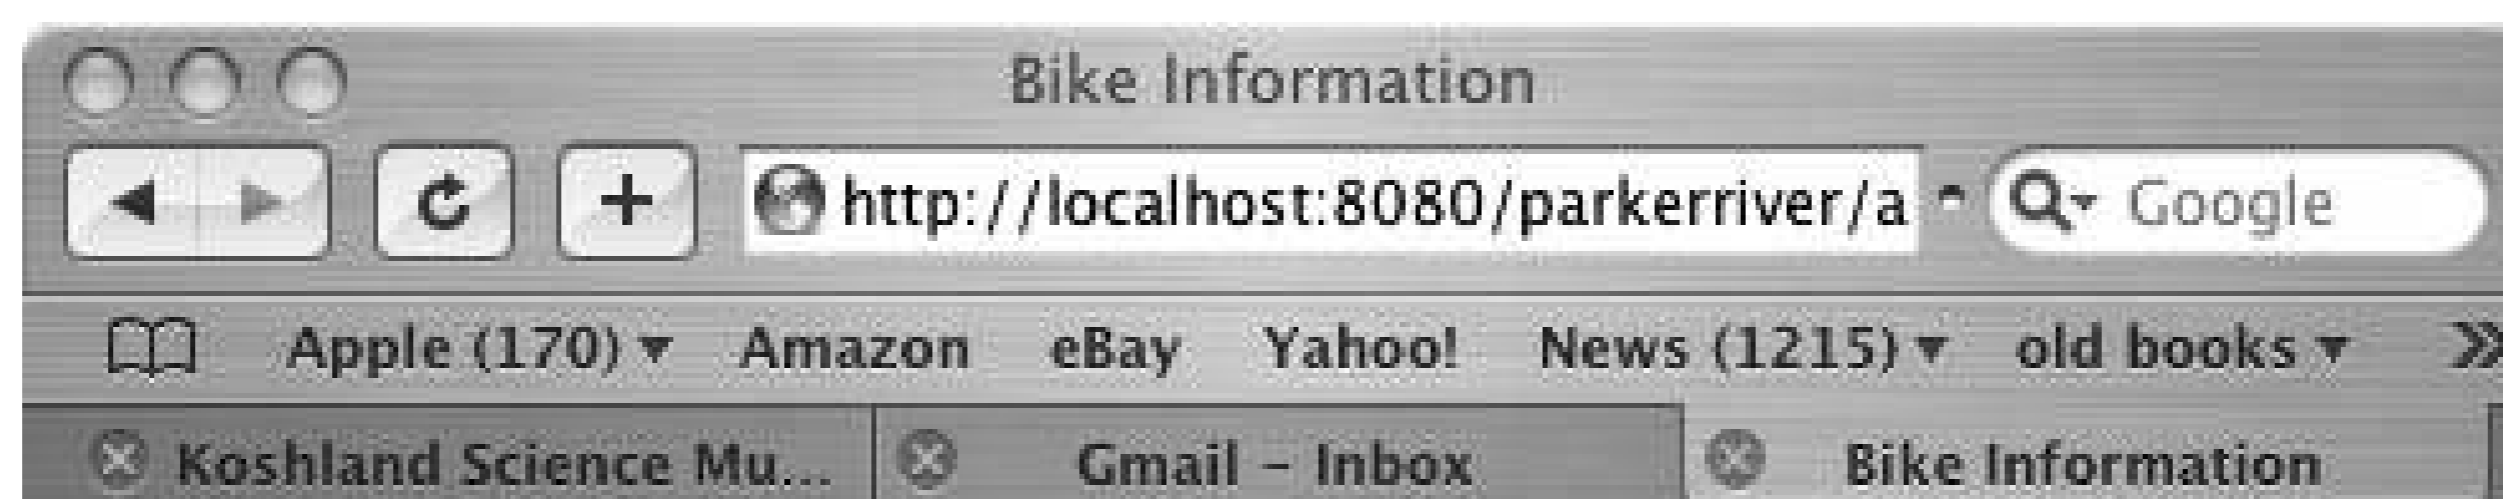 Bike Information
http://localhost:8080/parkerriver/a Google
Apple (170) Amazon eBay Yahoo! News (1215) old books
Koshland Science Mu... Gmail – Inbox Bike Information